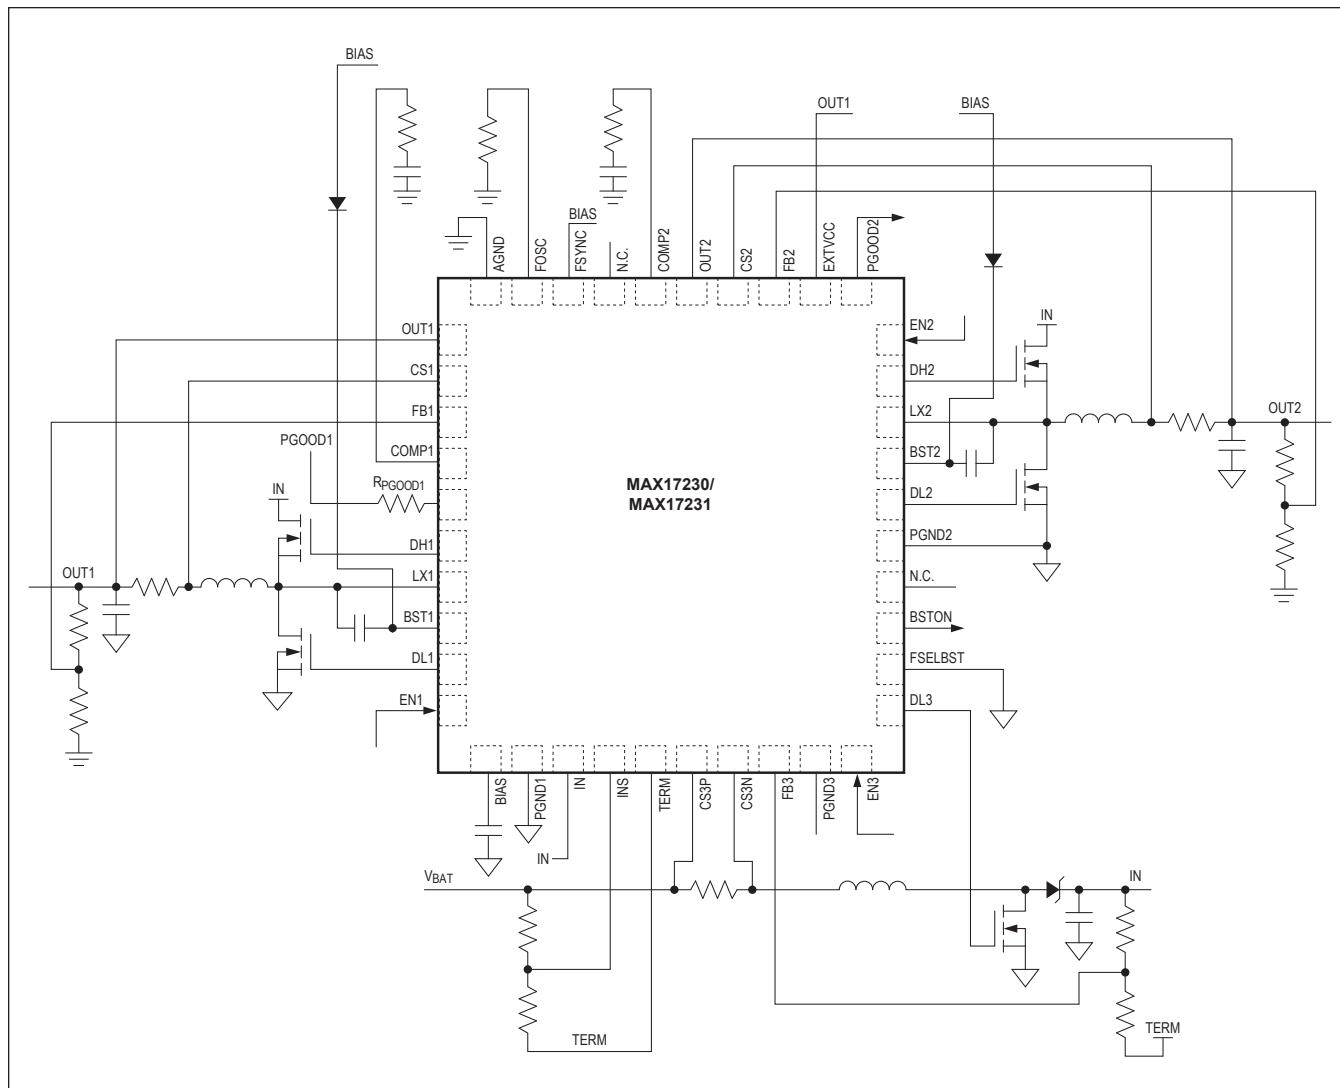 BIAS
OUT1
BIAS
AGND
FOSC
FSYNC
BIAS
N.C.
COMP2
OUT2
CS2
FB2
EXTVCC
PGOOD2
OUT1
CS1
FB1
COMP1
PGOOD1
RPGOOD1
IN
DH1
OUT1
LX1
BST1
DL1
EN1
MAX17230/
MAX17231
EN2
IN
DH2
LX2
OUT2
BST2
DL2
PGND2
N.C.
BSTON
FSELBST
DL3
BIAS
PGND1
IN
INS
TERM
CS3P
CS3N
FB3
PGND3
EN3
IN
VBAT
IN
TERM
TERM